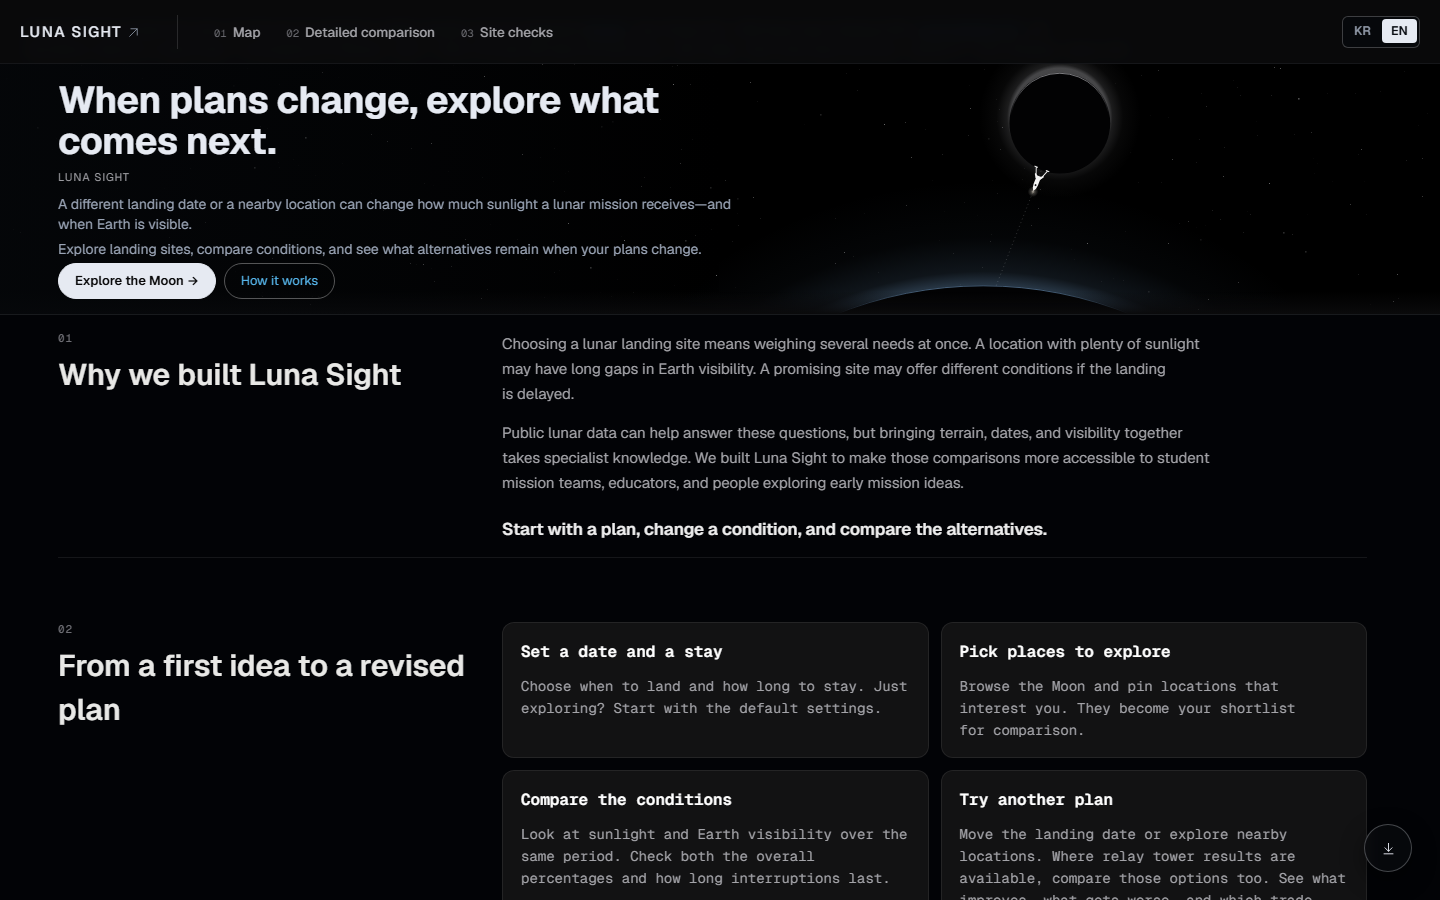 LUNA SIGHT
01 Map
02 Detailed comparison
03 Site checks
KR EN
When plans change, explore what
comes next.
LUNA SIGHT
A different landing date or a nearby location can change how much sunlight a lunar mission receives—and
when Earth is visible.
Explore landing sites, compare conditions, and see what alternatives remain when your plans change.
Explore the Moon →
How it works
01
Why we built Luna Sight
Choosing a lunar landing site means weighing several needs at once. A location with plenty of sunlight
may have long gaps in Earth visibility. A promising site may offer different conditions if the landing
is delayed.
Public lunar data can help answer these questions, but bringing terrain, dates, and visibility together
takes specialist knowledge. We built Luna Sight to make those comparisons more accessible to student
mission teams, educators, and people exploring early mission ideas.
Start with a plan, change a condition, and compare the alternatives.
02
From a first idea to a revised
plan
Set a date and a stay
Choose when to land and how long to stay. Just
exploring? Start with the default settings.
Pick places to explore
Browse the Moon and pin locations that
interest you. They become your shortlist
for comparison.
Compare the conditions
Look at sunlight and Earth visibility over the
same period. Check both the overall
percentages and how long interruptions last.
Try another plan
Move the landing date or explore nearby
locations. Where relay tower results are
available, compare those options too. See what
improves, what gets worse, and which trade